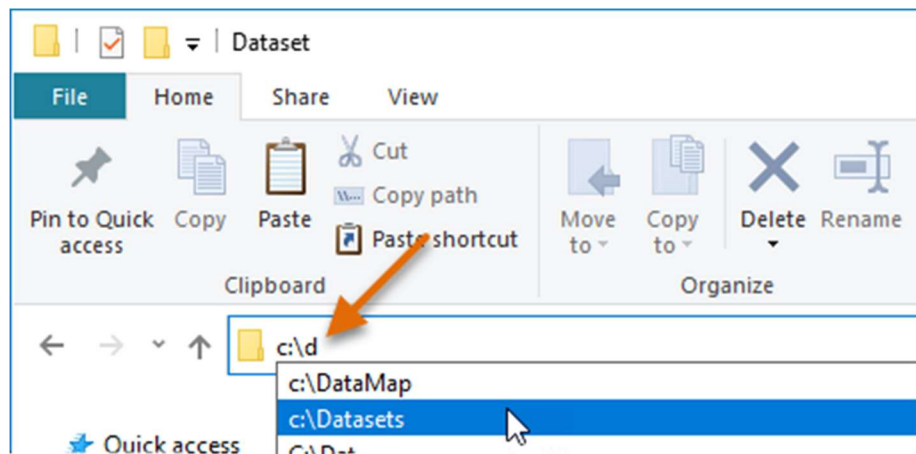 Dataset
File Home Share View
Cut
Copy path
Paste shortcut
Pin to Quick access
Copy
Paste
Move to
Copy to
Delete
Rename
Clipboard
Organize
c:\d
c:\DataMap
c:\Datasets
Quick access